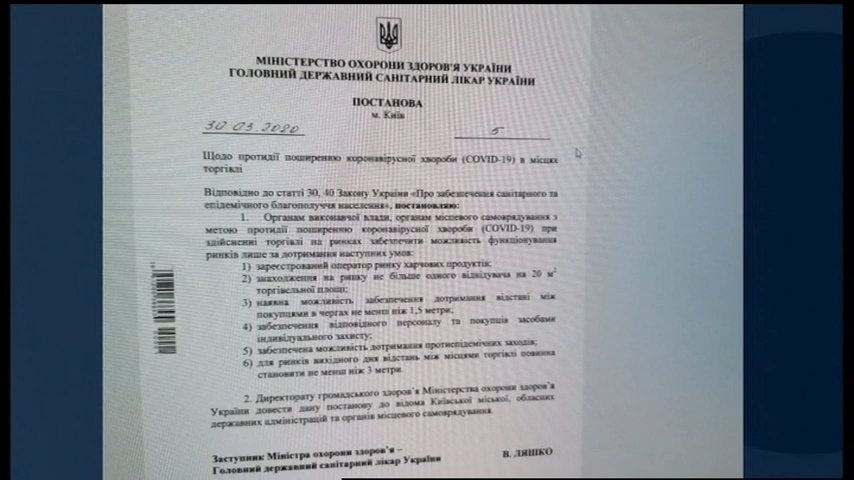 МІНІСТЕРСТВО ОХОРОНИ ЗДОРОВ'Я УКРАЇНИ
ГОЛОВНИЙ ДЕРЖАВНИЙ САНІТАРНИЙ ЛІКАР УКРАЇНИ
ПОСТАНОВА
м. Київ
30.03.2020 5
Щодо протидії поширенню коронавірусної хвороби (COVID-19) в місцях
торгівлі
Відповідно до статті 30, 40 Закону України «Про забезпечення санітарного та
епідемічного благополуччя населення», постановляю:
1. Органам виконавчої влади, органам місцевого самоврядування з
метою протидії поширенню коронавірусної хвороби (COVID-19) при
здійсненні торгівлі на ринках забезпечити можливість функціонування
ринків лише за дотримання наступних умов:
1) зареєстрований оператор ринку харчових продуктів;
2) знаходження на ринку не більше одного відвідувача на 20 м²
торгівельної площі;
3) наявна можливість забезпечення дотримання відстані між
покупцями в чергах не менш ніж 1,5 метри;
4) забезпечення відповідного персоналу та покупців засобами
індивідуального захисту;
5) забезпечена можливість дотримання протиепідемічних заходів;
6) для ринків вихідного дня відстань між місцями торгівлі повинна
становити не менш ніж 3 метри.
2. Директорату громадського здоров'я Міністерства охорони здоров'я
України довести дану постанову до відома Київської міської, обласних
державних адміністрацій та органів місцевого самоврядування.
Заступник Міністра охорони здоров'я –
Головний державний санітарний лікар України В. ЛЯШКО